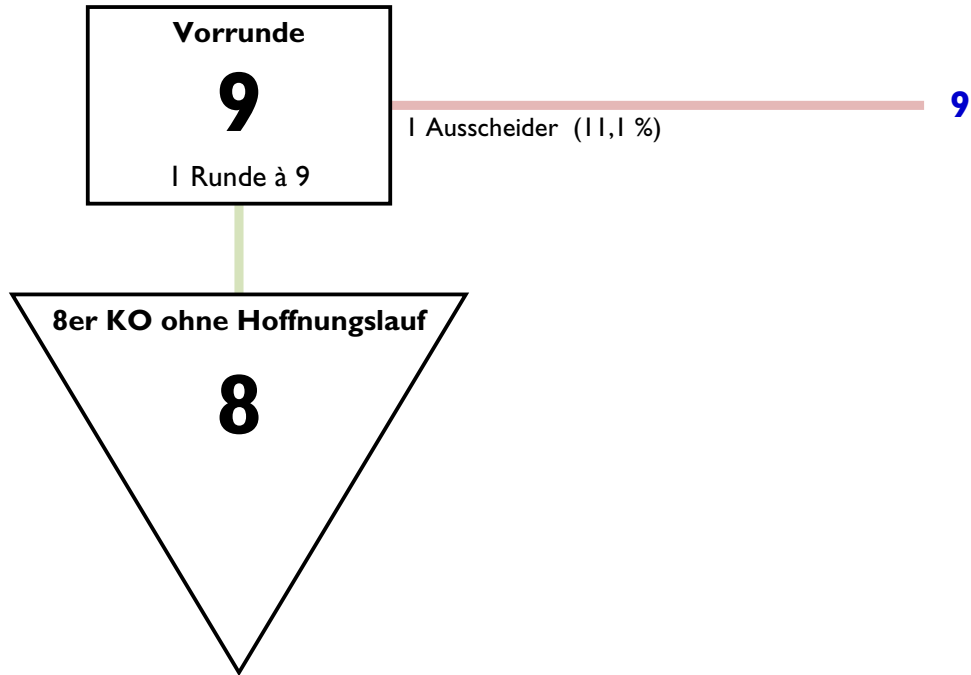 Vorrunde
9
1 Runde à 9
1 Ausscheider (11,1 %)
9
8er KO ohne Hoffnungslauf
8